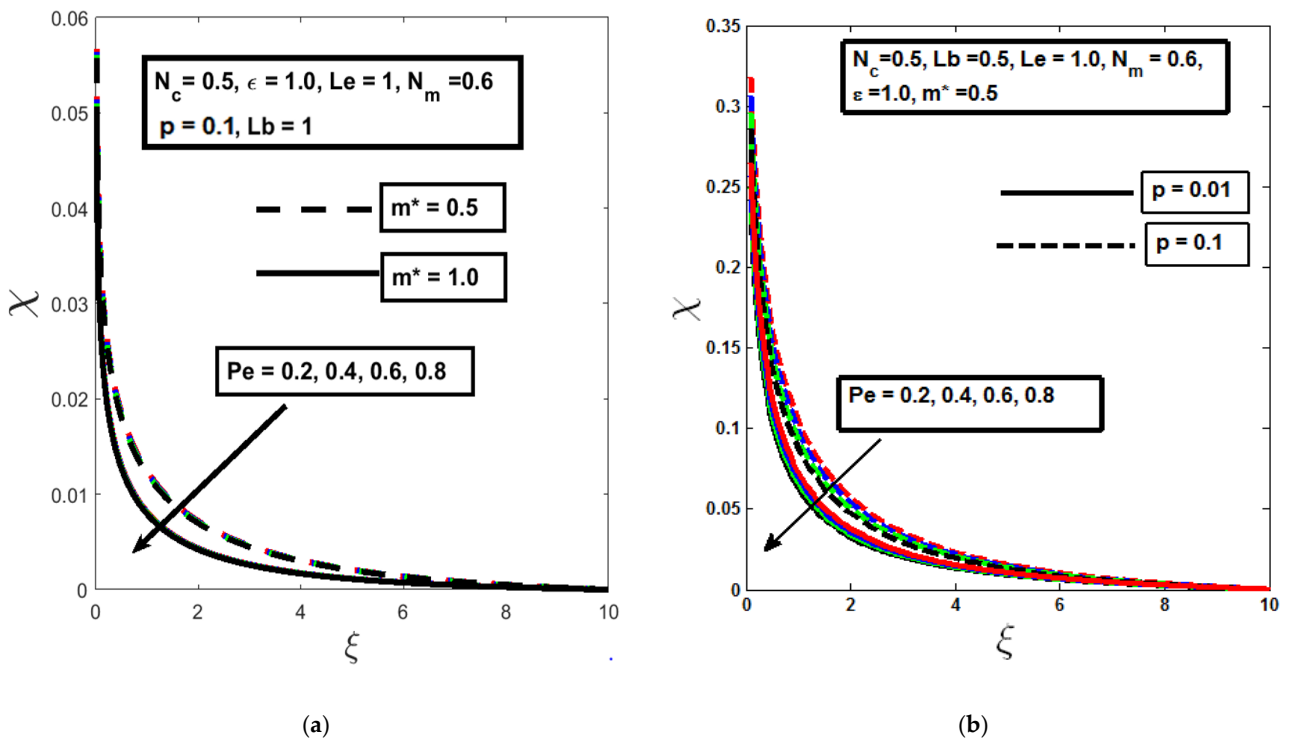 0.06
0.05
0.04
0.03
0.02
0.01
0
χ
N_c= 0.5, ϵ = 1.0, Le = 1, N_m =0.6
p = 0.1, Lb = 1
m* = 0.5
m* = 1.0
Pe = 0.2, 0.4, 0.6, 0.8
0 2 4 6 8 10
ξ
(a)
0.35
0.3
0.25
0.2
0.15
0.1
0.05
0
χ
N_c=0.5, Lb =0.5, Le = 1.0, N_m = 0.6,
ε =1.0, m* =0.5
p = 0.01
p = 0.1
Pe = 0.2, 0.4, 0.6, 0.8
0 2 4 6 8 10
ξ
(b)